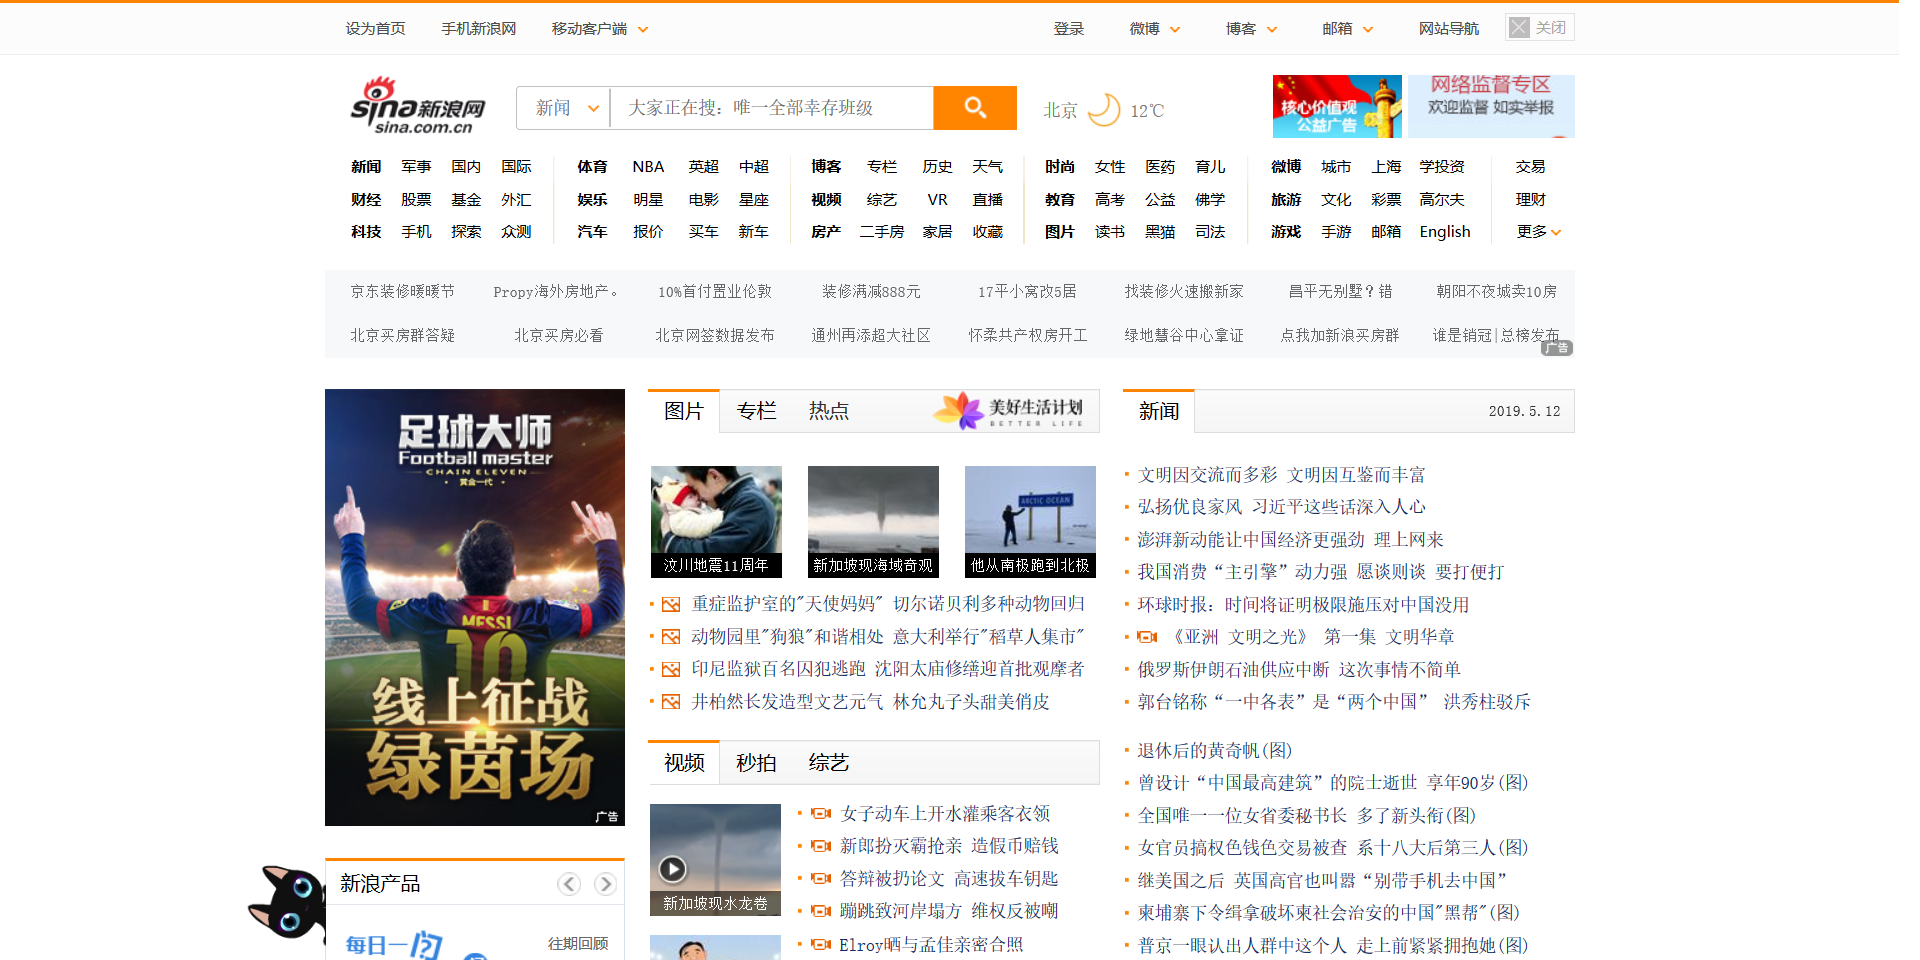 设为首页 手机新浪网 移动客户端 登录 微博 博客 邮箱 网站导航 关闭
sina新浪网
sina.com.cn
新闻 大家正在搜：唯一全部幸存班级
北京 12℃
核心价值观
公益广告
网络监督专区
欢迎监督 如实举报
新闻 军事 国内 国际 体育 NBA 英超 中超 博客 专栏 历史 天气 时尚 女性 医药 育儿 微博 城市 上海 学投资 交易
财经 股票 基金 外汇 娱乐 明星 电影 星座 视频 综艺 VR 直播 教育 高考 公益 佛学 旅游 文化 彩票 高尔夫 理财
科技 手机 探索 众测 汽车 报价 买车 新车 房产 二手房 家居 收藏 图片 读书 黑猫 司法 游戏 手游 邮箱 English 更多
京东装修暖暖节 Propy海外房地产。 10%首付置业伦敦 装修满减888元 17平小窝改5居 找装修火速搬新家 昌平无别墅？错 朝阳不夜城卖10房
北京买房群答疑 北京买房必看 北京网签数据发布 通州再添超大社区 怀柔共产权房开工 绿地慧谷中心拿证 点我加新浪买房群 谁是销冠|总榜发布
广告
足球大师
Football master
CHAIN ELEVEN
黄金一代
MESSI
10
线上征战
绿茵场
广告
新浪产品
每日一问
往期回顾
图片 专栏 热点
美好生活计划
BETTER LIFE
汶川地震11周年
新加坡现海域奇观
ARCTIC OCEAN
他从南极跑到北极
重症监护室的"天使妈妈" 切尔诺贝利多种动物回归
动物园里"狗狼"和谐相处 意大利举行"稻草人集市"
印尼监狱百名囚犯逃跑 沈阳太庙修缮迎首批观摩者
井柏然长发造型文艺元气 林允丸子头甜美俏皮
视频 秒拍 综艺
新加坡现水龙卷
女子动车上开水灌乘客衣领
新郎扮灭霸抢亲 造假币赔钱
答辩被扔论文 高速拔车钥匙
蹦跳致河岸塌方 维权反被嘲
Elroy晒与孟佳亲密合照
新闻 2019.5.12
文明因交流而多彩 文明因互鉴而丰富
弘扬优良家风 习近平这些话深入人心
澎湃新动能让中国经济更强劲 理上网来
我国消费“主引擎”动力强 愿谈则谈 要打便打
环球时报：时间将证明极限施压对中国没用
《亚洲 文明之光》 第一集 文明华章
俄罗斯伊朗石油供应中断 这次事情不简单
郭台铭称“一中各表”是“两个中国” 洪秀柱驳斥
退休后的黄奇帆(图)
曾设计“中国最高建筑”的院士逝世 享年90岁(图)
全国唯一一位女省委秘书长 多了新头衔(图)
女官员搞权色钱色交易被查 系十八大后第三人(图)
继美国之后 英国高官也叫嚣“别带手机去中国”
柬埔寨下令缉拿破坏柬社会治安的中国"黑帮"(图)
普京一眼认出人群中这个人 走上前紧紧拥抱她(图)